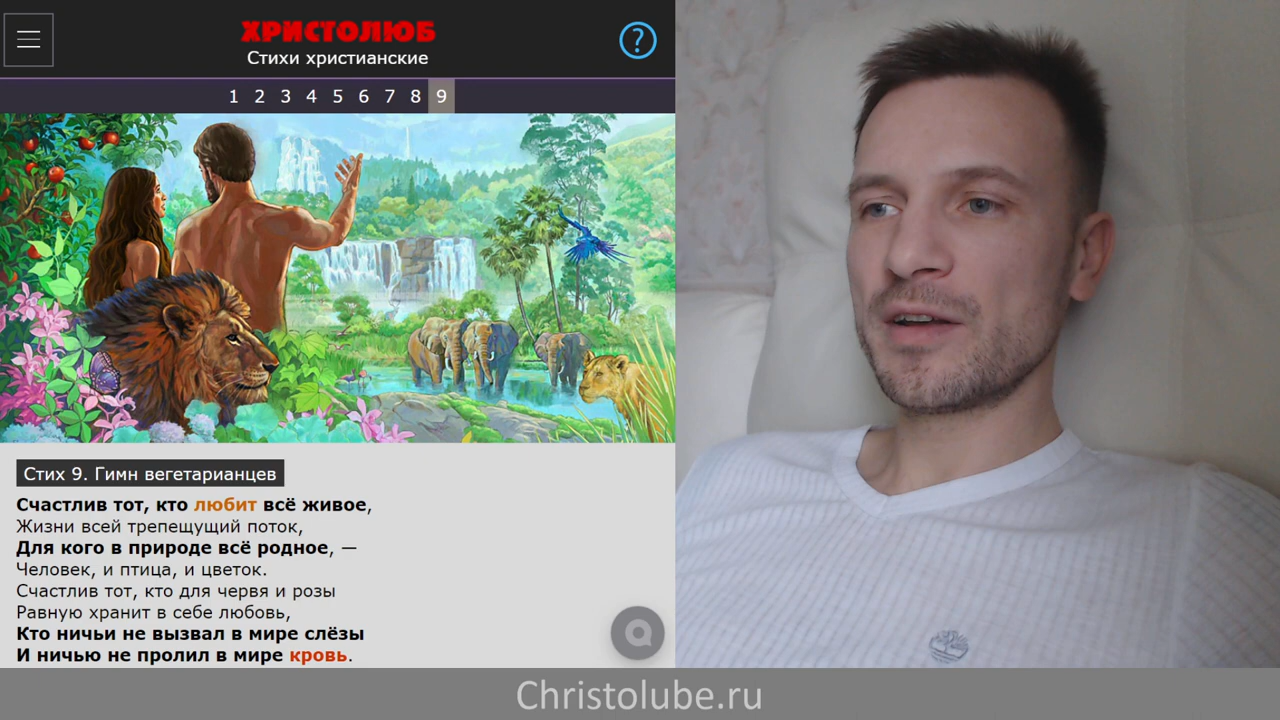 ХРИСТОЛЮБ
Стихи христианские
?
1 2 3 4 5 6 7 8 9
Стих 9. Гимн вегетарианцев
Счастлив тот, кто любит всё живое,
Жизни всей трепещущий поток,
Для кого в природе всё родное, —
Человек, и птица, и цветок.
Счастлив тот, кто для червя и розы
Равную хранит в себе любовь,
Кто ничьи не вызвал в мире слёзы
И ничью не пролил в мире кровь.
Christolube.ru